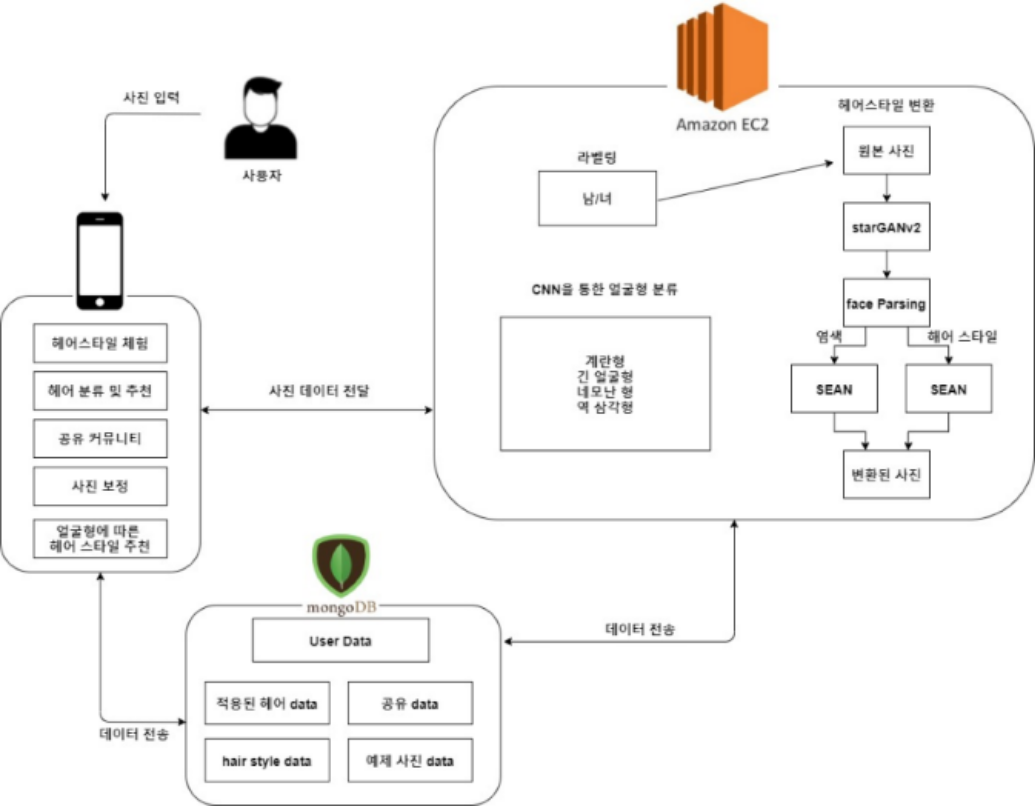 사진 입력
사용자
Amazon EC2
헤어스타일 변환
라벨링
남/녀
원본 사진
starGANv2
CNN을 통한 얼굴형 분류
face Parsing
계란형
긴 얼굴형
네모난 형
역 삼각형
염색
헤어 스타일
SEAN
SEAN
변환된 사진
헤어스타일 체험
헤어 분류 및 추천
공유 커뮤니티
사진 보정
얼굴형에 따른
헤어 스타일 추천
사진 데이터 전달
mongoDB
User Data
적용된 헤어 data
공유 data
hair style data
예제 사진 data
데이터 전송
데이터 전송